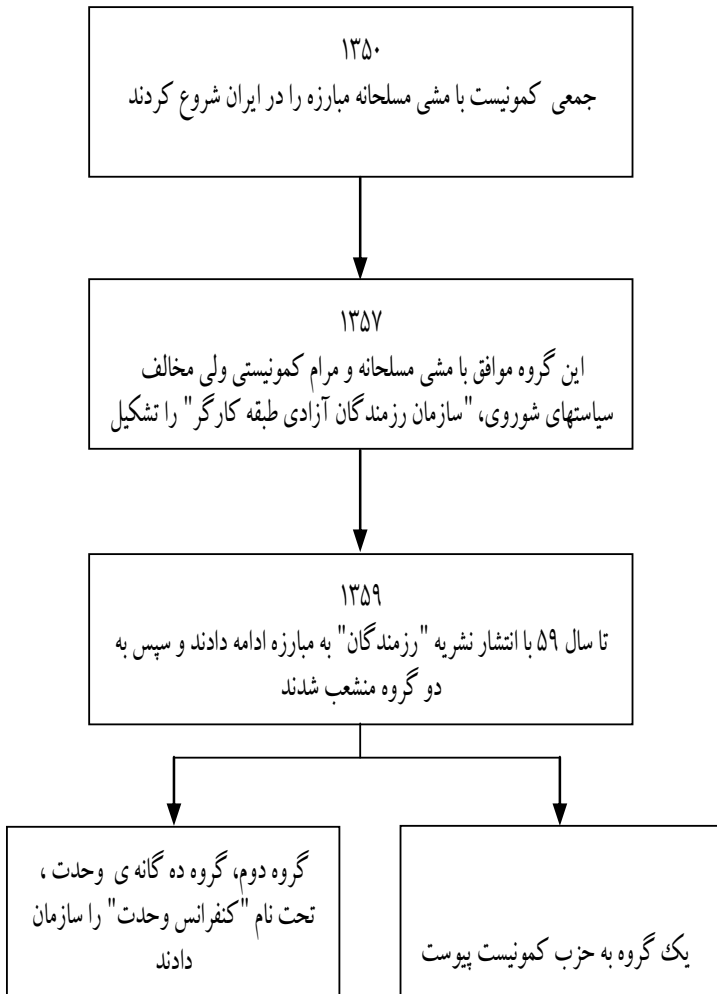 ۱۳۵۰
جمعی کمونیست با مشی مسلحانه مبارزه را در ایران شروع کردند
۱۳۵۷
این گروه موافق با مشی مسلحانه و مرام کمونیستی ولی مخالف
سیاستهای شوروی، "سازمان رزمندگان آزادی طبقه کارگر" را تشکیل
۱۳۵۹
تا سال ۵۹ با انتشار نشریه "رزمندگان" به مبارزه ادامه دادند و سپس به
دو گروه منشعب شدند
یک گروه به حزب کمونیست پیوست
گروه دوم، گروه ده گانه ی وحدت ،
تحت نام "کنفرانس وحدت" را سازمان
دادند